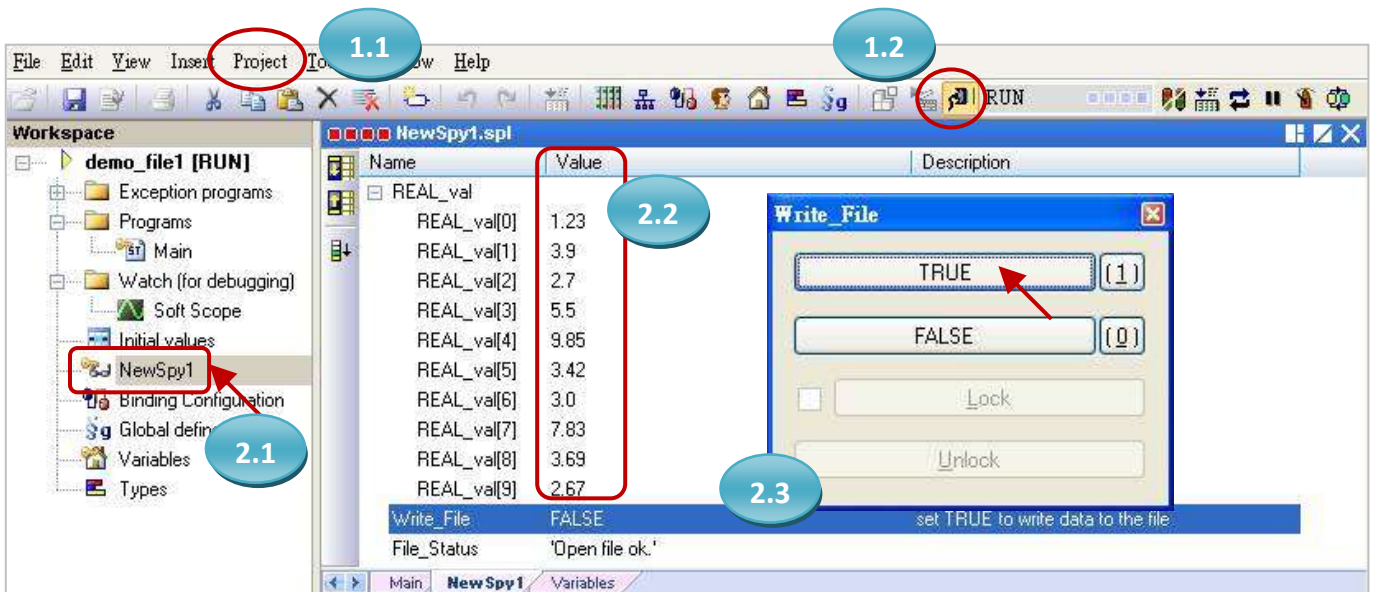 1.1
1.2
File Edit View Insert Project Help
RUN
Workspace
NewSpy1.spl
demo_file1 [RUN]
Exception programs
Programs
ST Main
Watch (for debugging)
Soft Scope
Initial values
NewSpy1
Binding Configuration
Global
Variables
Types
2.1
Name Value Description
REAL_val
REAL_val[0] 1.23
REAL_val[1] 3.9
REAL_val[2] 2.7
REAL_val[3] 5.5
REAL_val[4] 9.85
REAL_val[5] 3.42
REAL_val[6] 3.0
REAL_val[7] 7.83
REAL_val[8] 3.69
REAL_val[9] 2.67
Write_File FALSE set TRUE to write data to the file
File_Status 'Open file ok.'
2.2
Write_File
TRUE (1)
FALSE (0)
Lock
Unlock
2.3
Main NewSpy1 Variables